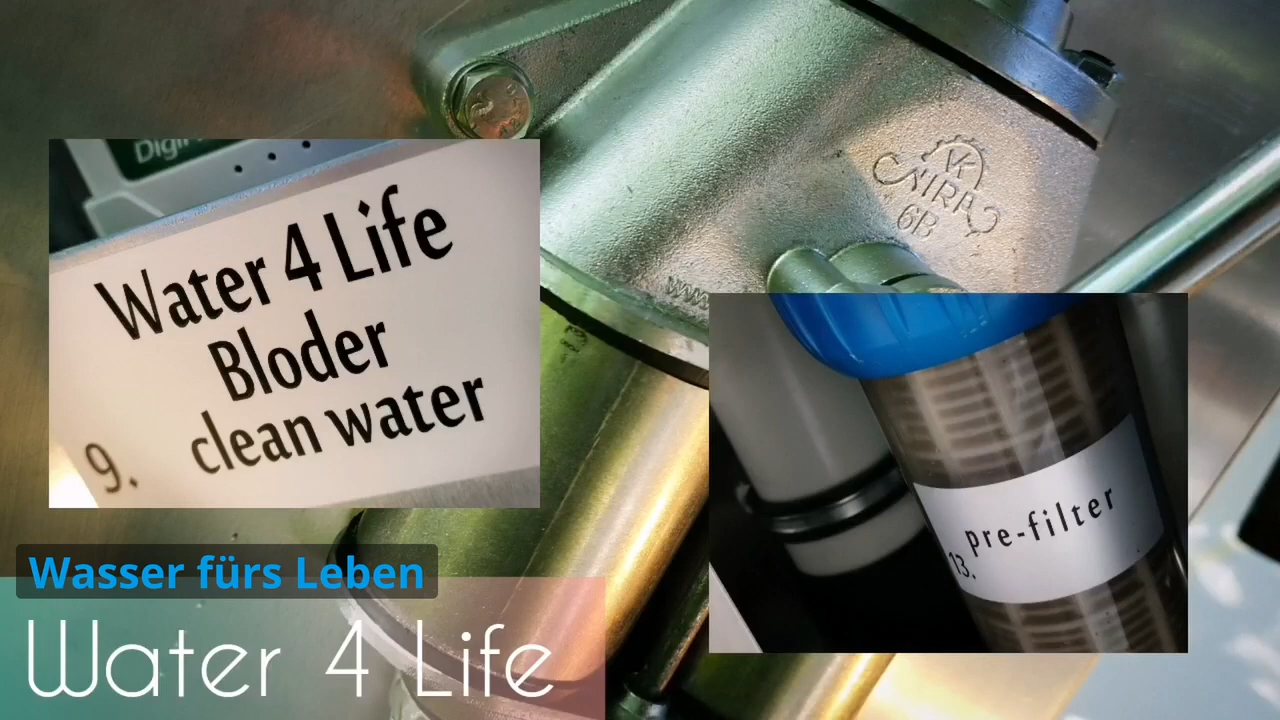 Water 4 Life
Bloder
9. clean water
VK
NIRA
6B
www
13. pre-filter
Wasser fürs Leben
Water 4 Life